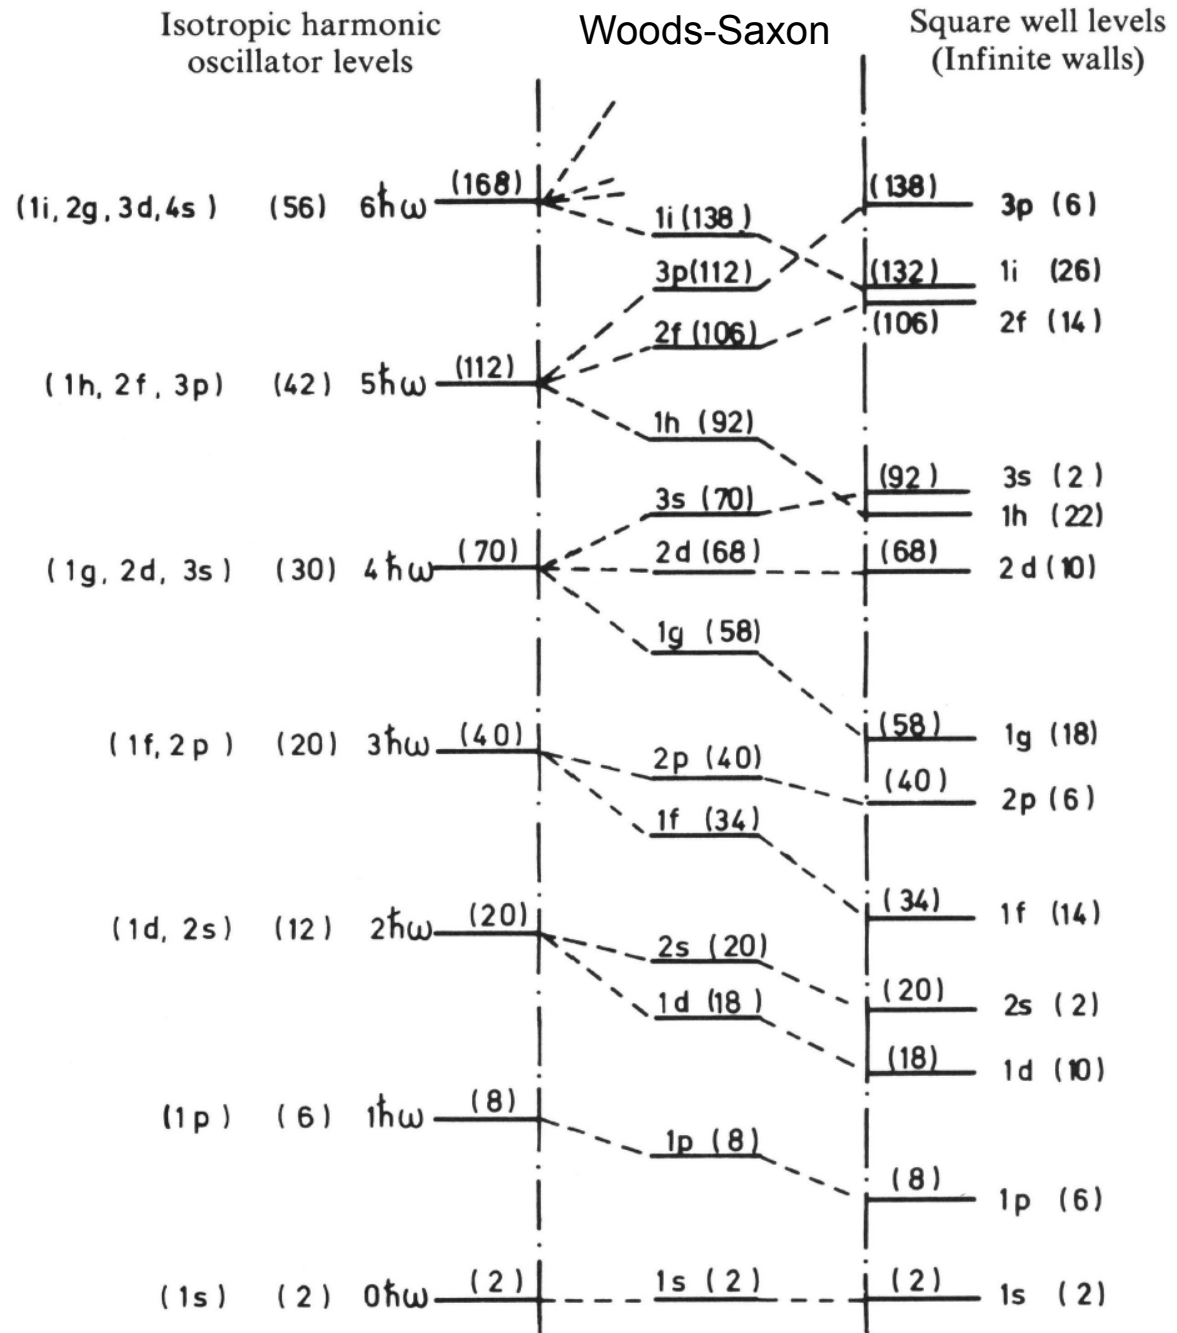 Isotropic harmonic oscillator levels
Woods-Saxon
Square well levels (Infinite walls)
(1i, 2g, 3d, 4s) (56) 6ħω (168)
1i (138)
(138) 3p (6)
3p(112)
(132) 1i (26)
2f (106)
(106) 2f (14)
(1h, 2f, 3p) (42) 5ħω (112)
1h (92)
(92) 3s (2)
3s (70)
1h (22)
(1g, 2d, 3s) (30) 4ħω (70)
2d (68)
(68) 2d (10)
1g (58)
(58) 1g (18)
(1f, 2p) (20) 3ħω (40)
2p (40)
(40) 2p (6)
1f (34)
(34) 1f (14)
(1d, 2s) (12) 2ħω (20)
2s (20)
(20) 2s (2)
1d (18)
(18) 1d (10)
(1p) (6) 1ħω (8)
1p (8)
(8) 1p (6)
(1s) (2) 0ħω (2)
1s (2)
(2) 1s (2)